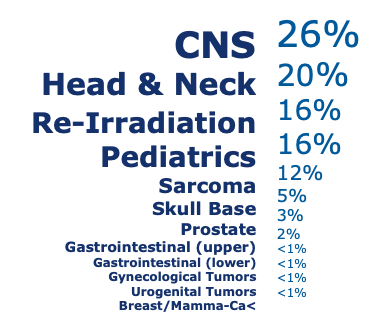 CNS 26%
Head & Neck 20%
Re-Irradiation 16%
Pediatrics 16%
Sarcoma 12%
Skull Base 5%
Prostate 3%
Gastrointestinal (upper) 2%
Gastrointestinal (lower) <1%
Gynecological Tumors <1%
Urogenital Tumors <1%
Breast/Mamma-Ca< <1%